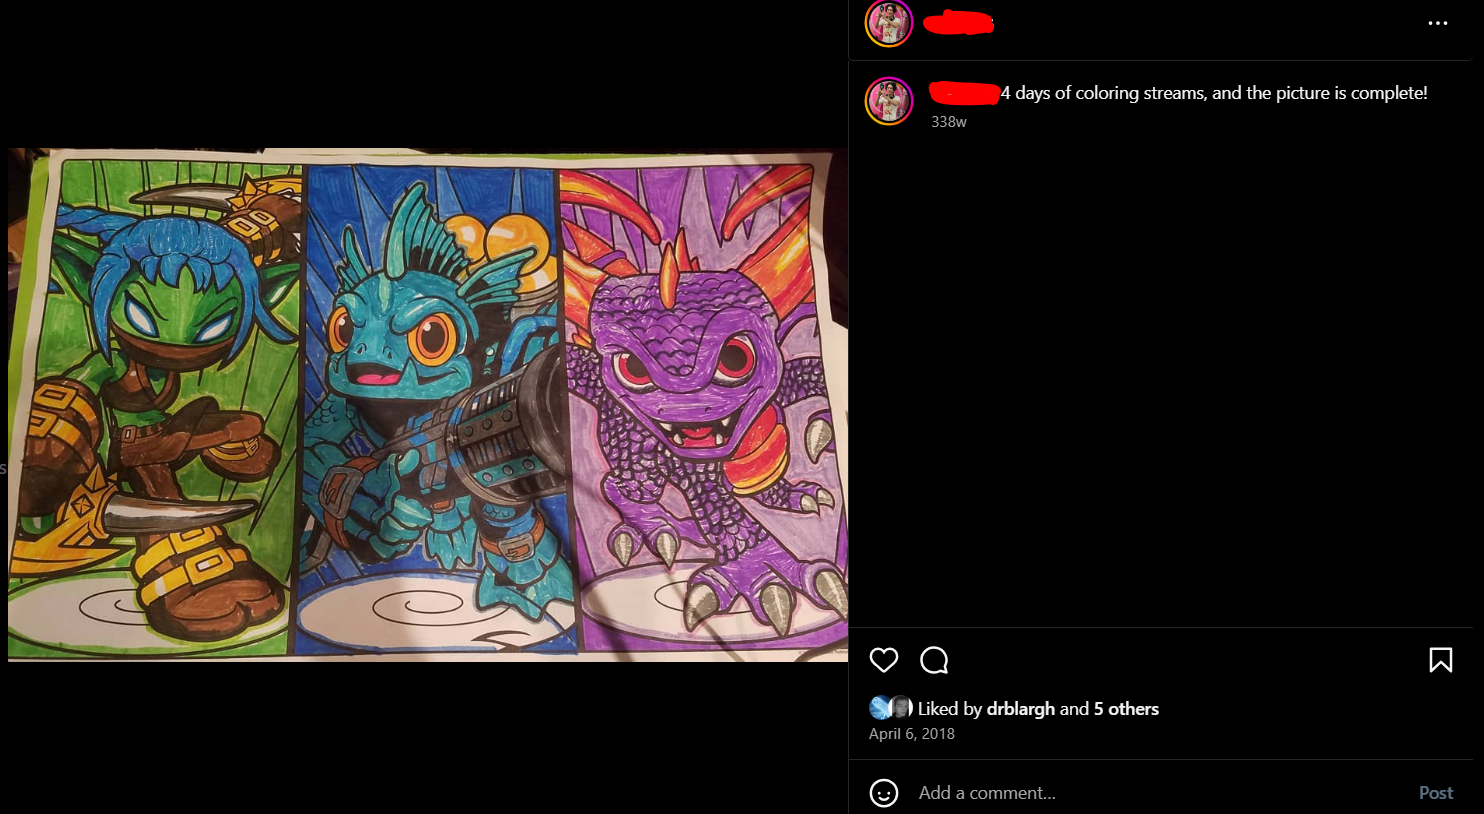 4 days of coloring streams, and the picture is complete!
338w
s
Liked by drblargh and 5 others
April 6, 2018
Add a comment...
Post